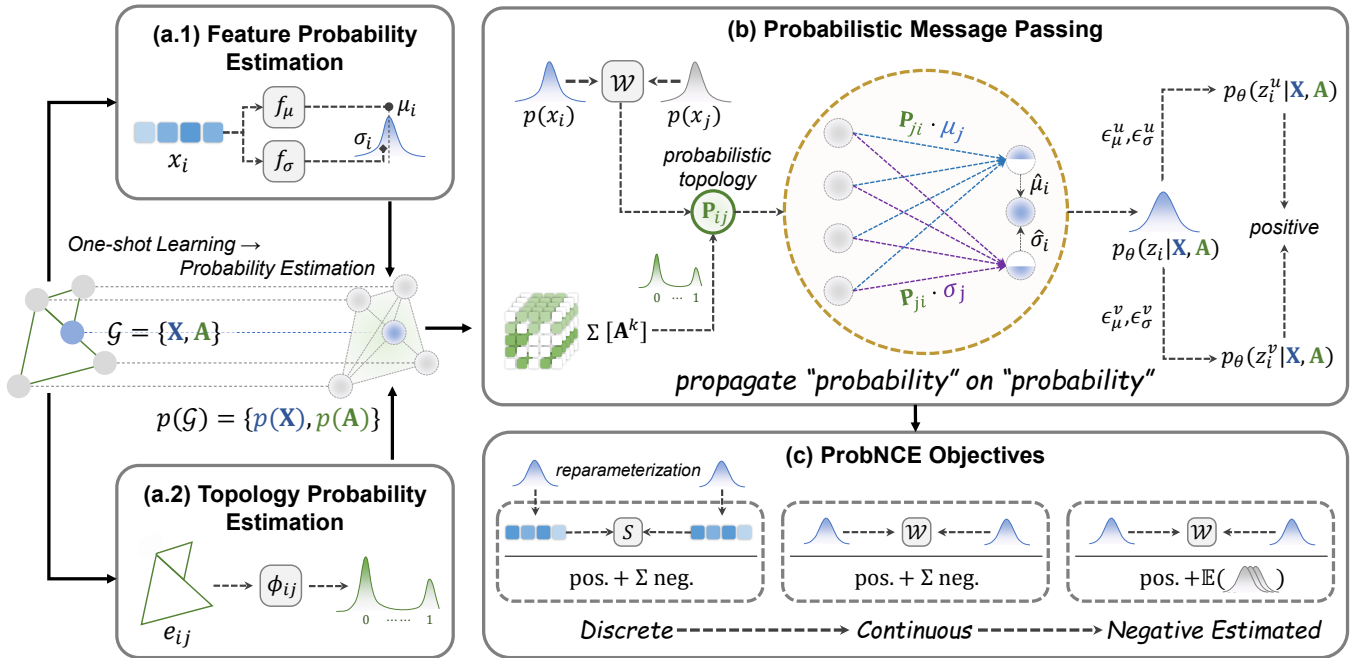 (a.1) Feature Probability
Estimation
f_μ
μ_i
σ_i
x_i
f_σ
One-shot Learning →
Probability Estimation
𝒢 = {X, A}
p(𝒢) = {p(X), p(A)}
(a.2) Topology Probability
Estimation
ϕ_ij
e_ij
0 ⋯⋯ 1
(b) Probabilistic Message Passing
𝒲
p(x_i)
p(x_j)
probabilistic
topology
P_ij
0 ⋯ 1
Σ [A^k]
P_ji · μ_j
μ̂_i
σ̂_i
P_ji · σ_j
p_θ(z_i^u|X, A)
ϵ_μ^u, ϵ_σ^u
p_θ(z_i|X, A)
positive
ϵ_μ^v, ϵ_σ^v
p_θ(z_i^v|X, A)
propagate "probability" on "probability"
(c) ProbNCE Objectives
reparameterization
S
pos. + Σ neg.
𝒲
pos. + Σ neg.
𝒲
pos. +𝔼( )
Discrete
Continuous
Negative Estimated